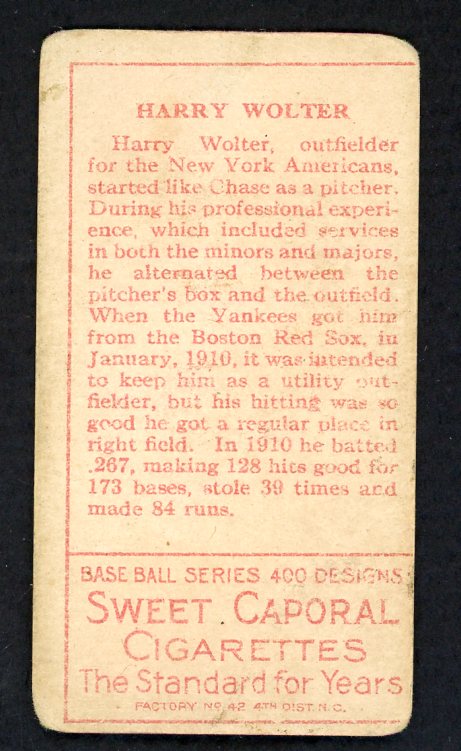 HARRY WOLTER
Harry Wolter, outfielder
for the New York Americans,
started like Chase as a pitcher.
During his professional experi-
ence, which included services
in both the minors and majors,
he alternated between the
pitcher's box and the outfield.
When the Yankees got him
from the Boston Red Sox, in
January, 1910, it was intended
to keep him as a utility out-
fielder, but his hitting was so
good he got a regular place in
right field. In 1910 he batted
.267, making 128 hits good for
173 bases, stole 39 times and
made 84 runs.
BASE BALL SERIES 400 DESIGNS
SWEET CAPORAL
CIGARETTES
The Standard for Years
FACTORY NO. 42 4TH DIST. N.C.